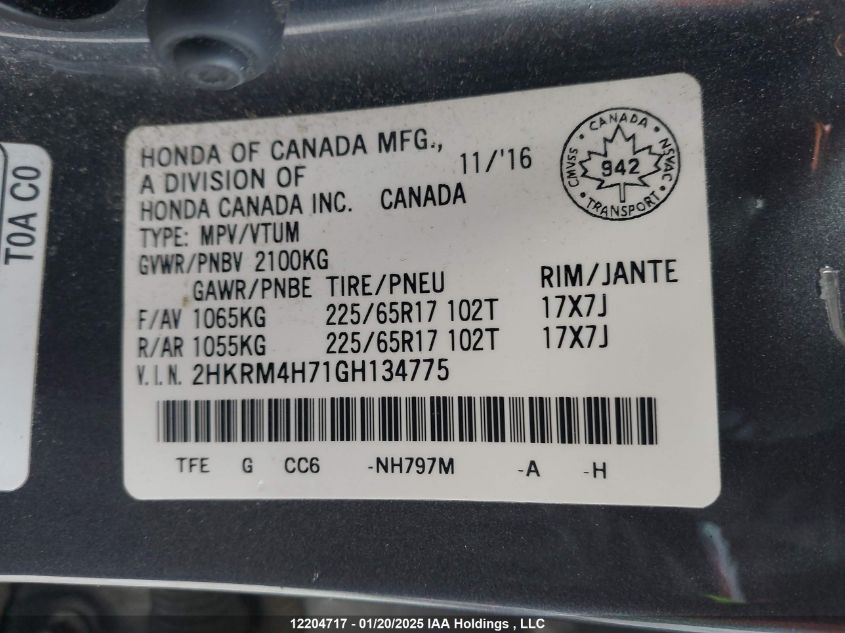 T0A C0
HONDA OF CANADA MFG.,
A DIVISION OF
HONDA CANADA INC. CANADA
11/'16
CANADA
CMVSS
942
NSVAC
TRANSPORT
TYPE: MPV/VTUM
GVWR/PNBV 2100KG
GAWR/PNBE TIRE/PNEU RIM/JANTE
F/AV 1065KG 225/65R17 102T 17X7J
R/AR 1055KG 225/65R17 102T 17X7J
V.I.N. 2HKRM4H71GH134775
TFE G CC6 -NH797M -A -H
12204717 - 01/20/2025 IAA Holdings , LLC